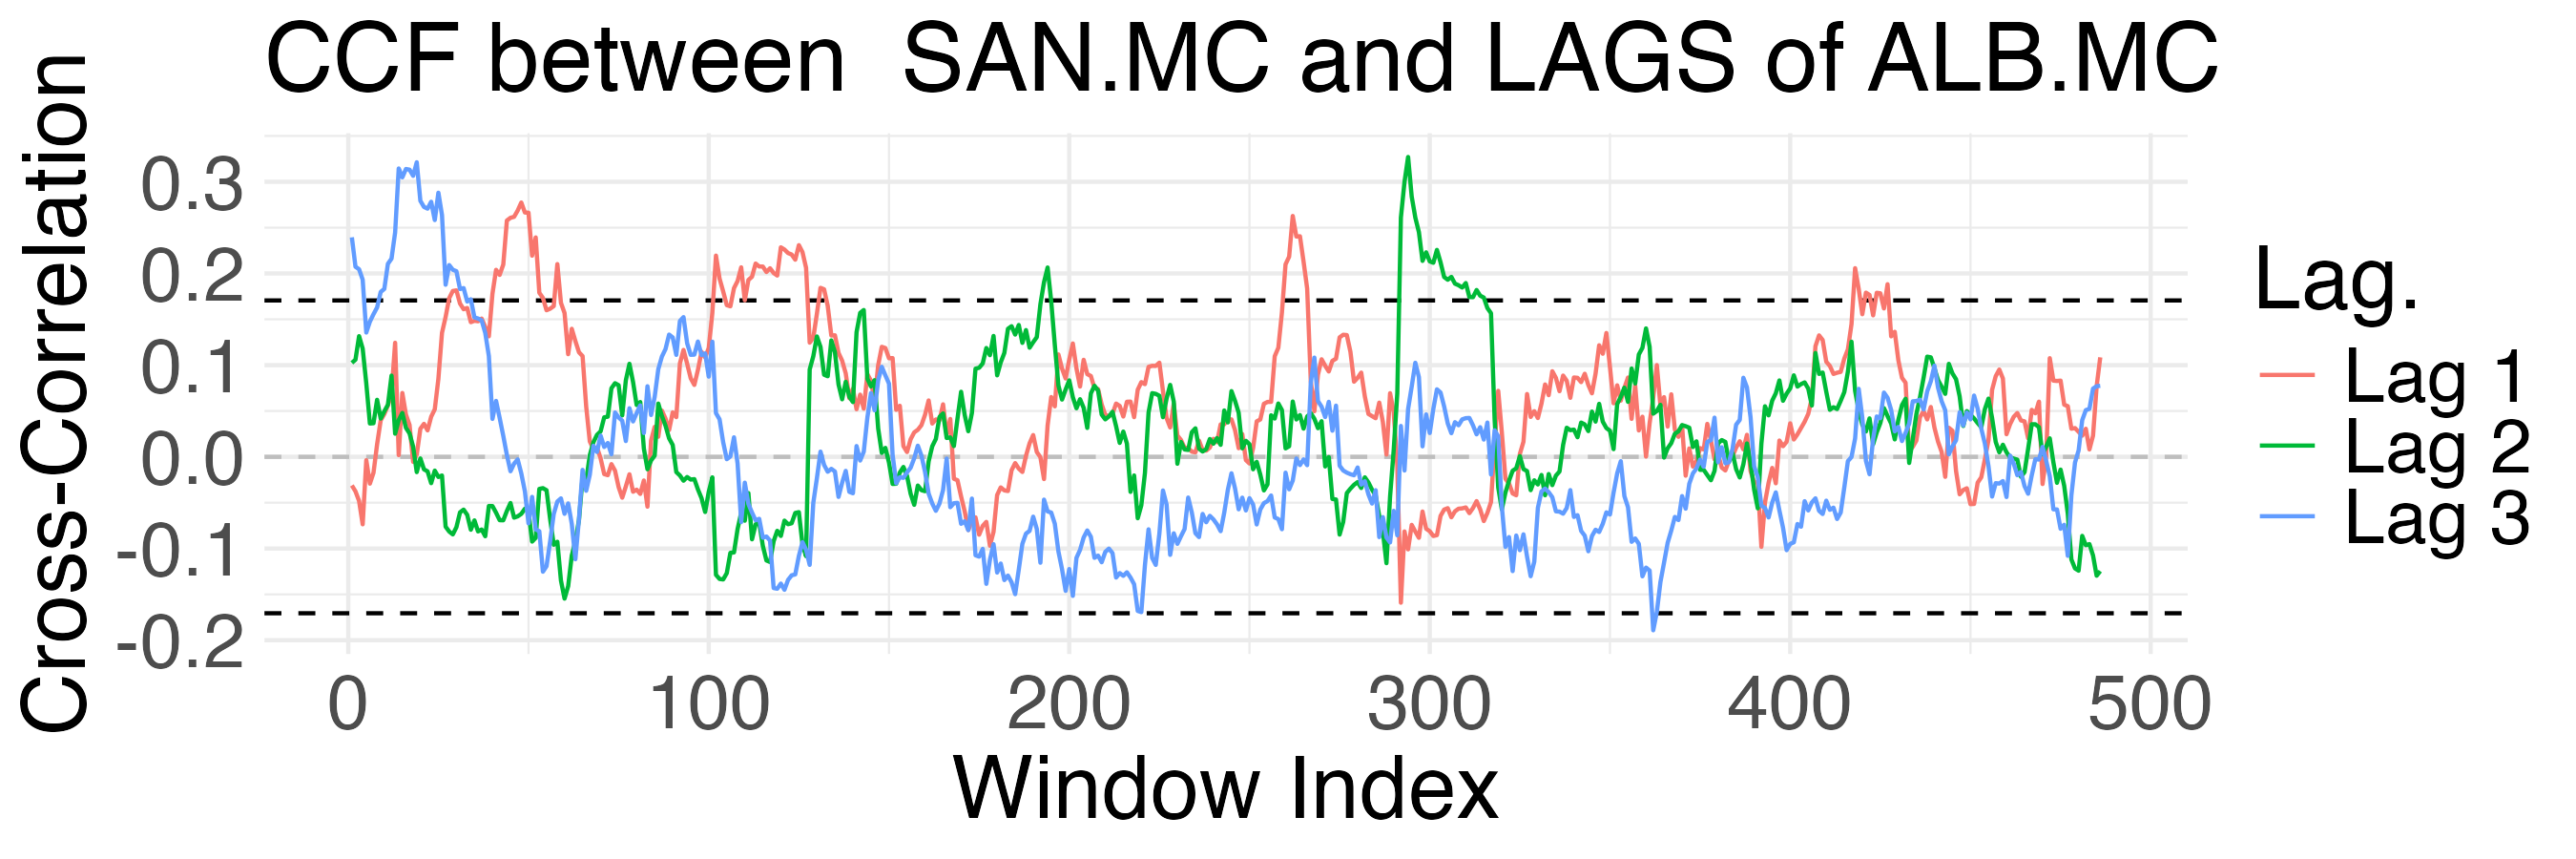 CCF between  SAN.MC and LAGS of ALB.MC
Cross-Correlation
0.3
0.2
0.1
0.0
-0.1
-0.2
0 100 200 300 400 500
Window Index
Lag.
Lag 1
Lag 2
Lag 3